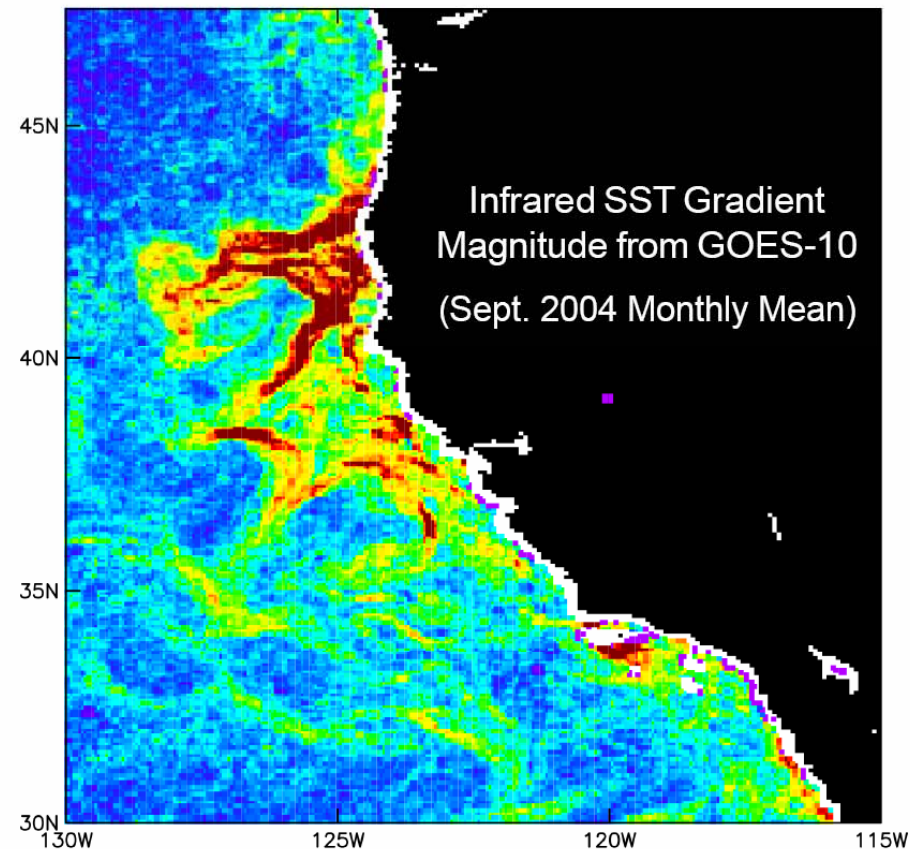 Infrared SST Gradient
Magnitude from GOES-10
(Sept. 2004 Monthly Mean)
45N
40N
35N
30N
130W 125W 120W 115W